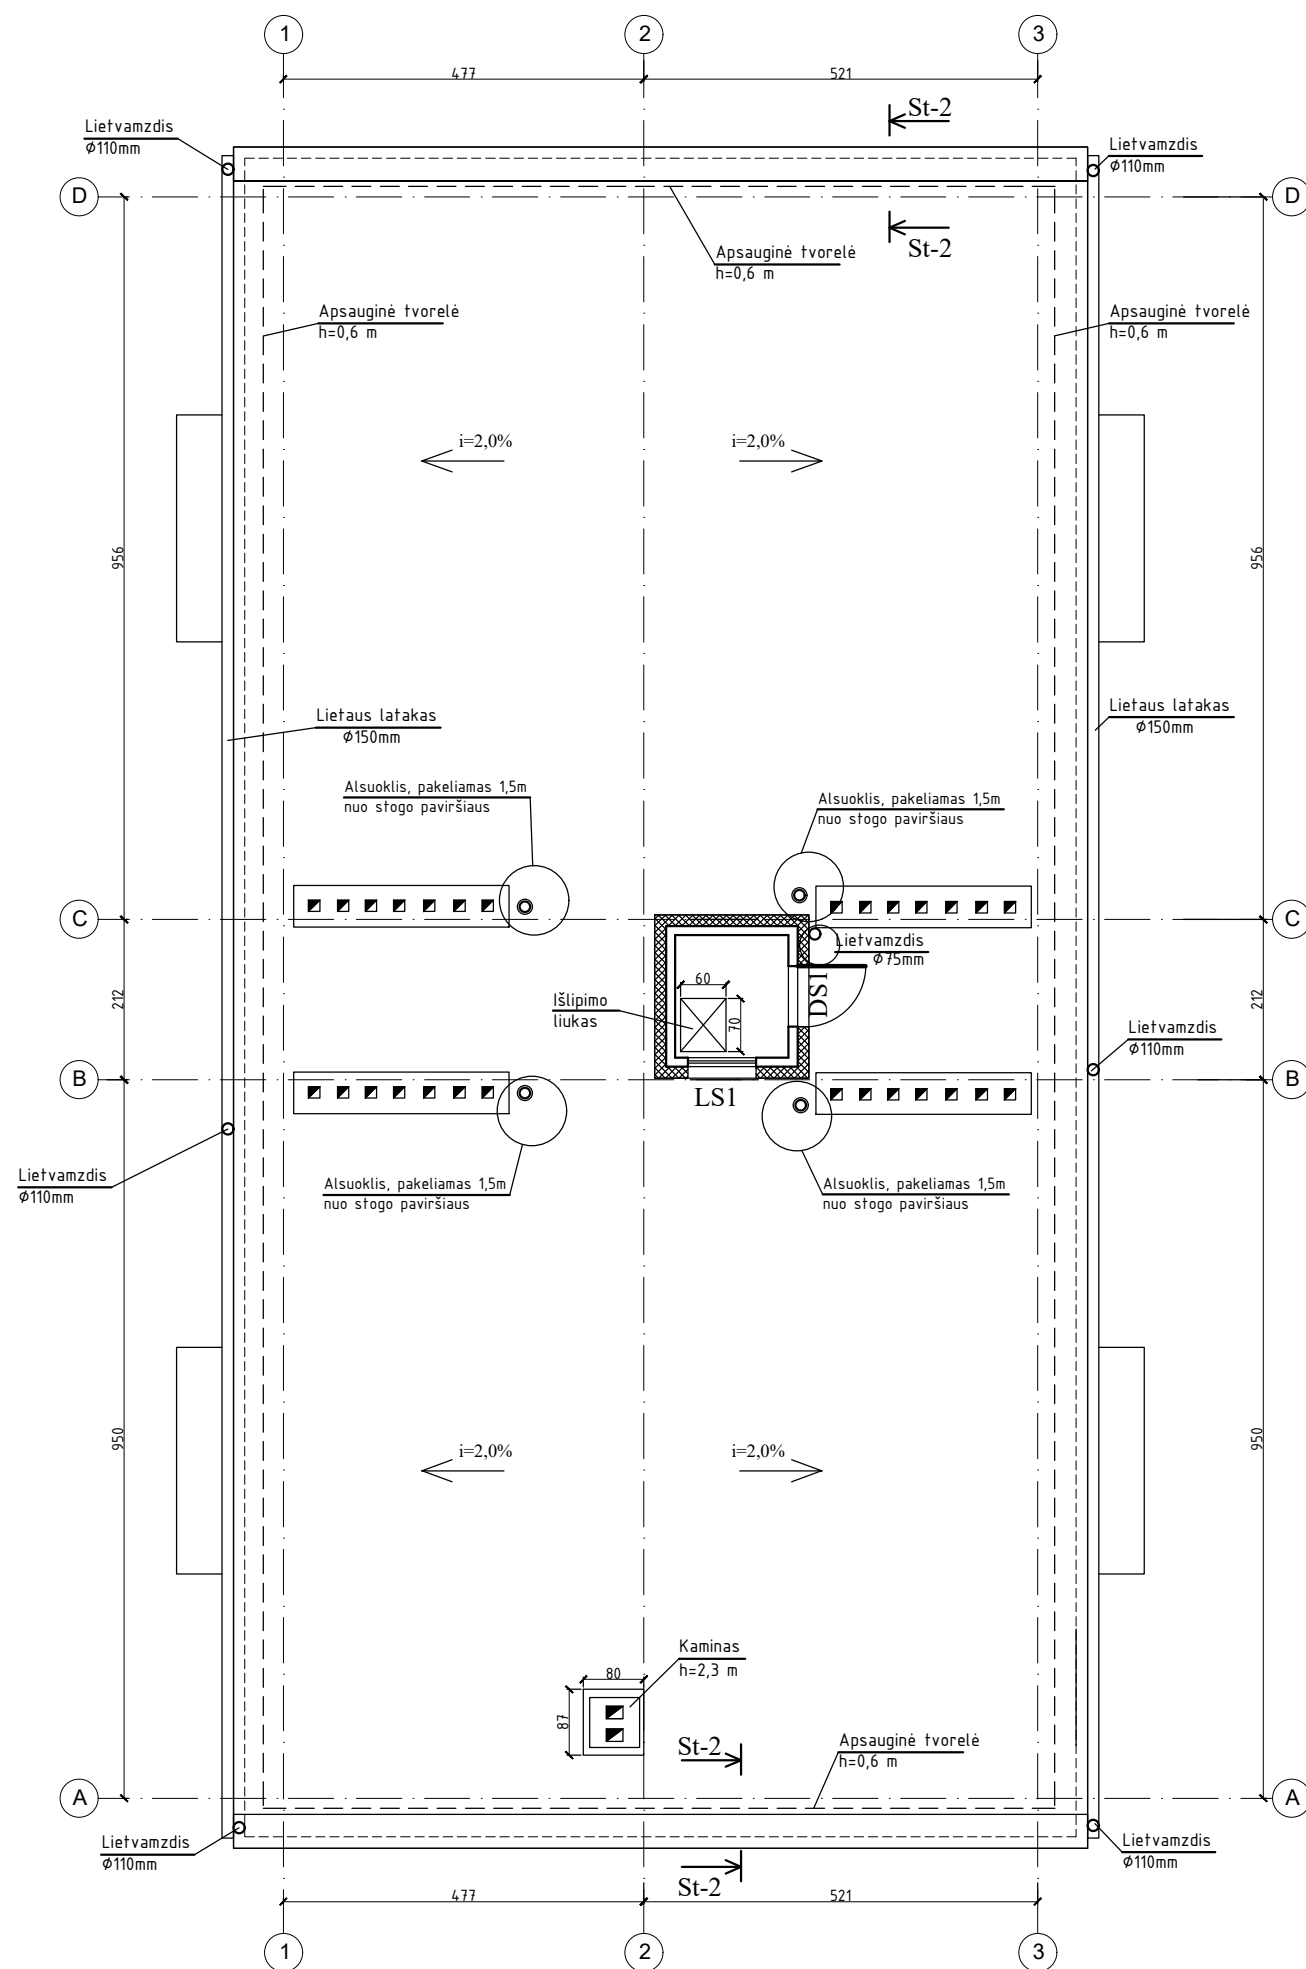 1
2
3
477
521
St-2
Lietvamzdis
Ø110mm
Lietvamzdis
Ø110mm
D
D
St-2
Apsauginė tvorelė
h=0,6 m
Apsauginė tvorelė
h=0,6 m
Apsauginė tvorelė
h=0,6 m
i=2,0%
i=2,0%
956
956
Lietaus latakas
Ø150mm
Lietaus latakas
Ø150mm
Alsuoklis, pakeliamas 1,5m
nuo stogo paviršiaus
Alsuoklis, pakeliamas 1,5m
nuo stogo paviršiaus
C
C
Lietvamzdis
Ø75mm
60
70
DS1
Išlipimo
liukas
212
212
Lietvamzdis
Ø110mm
B
B
LS1
Lietvamzdis
Ø110mm
Alsuoklis, pakeliamas 1,5m
nuo stogo paviršiaus
Alsuoklis, pakeliamas 1,5m
nuo stogo paviršiaus
950
950
i=2,0%
i=2,0%
Kaminas
h=2,3 m
80
87
St-2
Apsauginė tvorelė
h=0,6 m
A
A
Lietvamzdis
Ø110mm
Lietvamzdis
Ø110mm
St-2
477
521
1
2
3